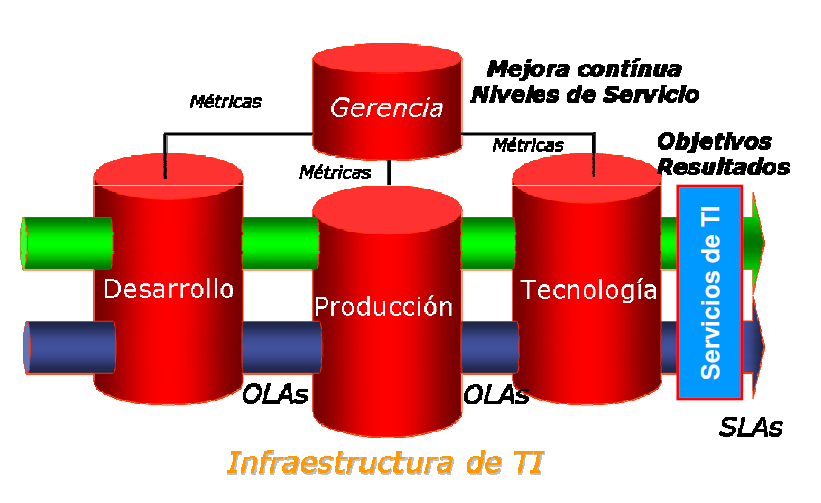 Mejora contínua
Niveles de Servicio
Métricas
Gerencia
Métricas
Objetivos
Resultados
Métricas
Desarrollo
Producción
Tecnología
Servicios de TI
OLAs
OLAs
SLAs
Infraestructura de TI